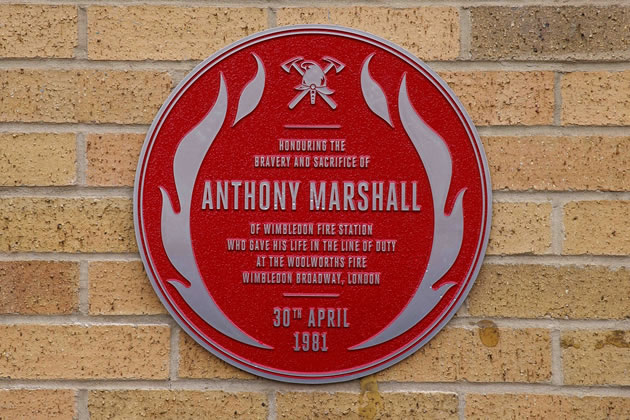 HONOURING THE
BRAVERY AND SACRIFICE OF
ANTHONY MARSHALL
OF WIMBLEDON FIRE STATION
WHO GAVE HIS LIFE IN THE LINE OF DUTY
AT THE WOOLWORTHS FIRE
WIMBLEDON BROADWAY, LONDON
30TH APRIL
1981